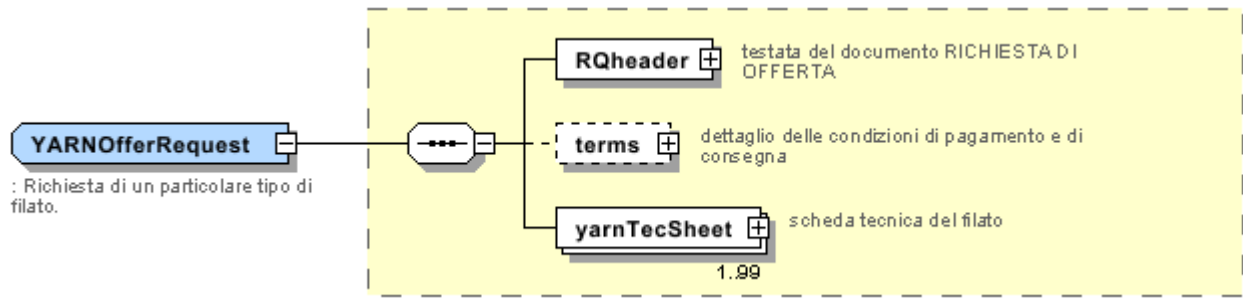 RQheader
testata del documento RICHIESTA DI
OFFERTA
YARNOfferRequest
: Richiesta di un particolare tipo di
filato.
terms
dettaglio delle condizioni di pagamento e di
consegna
yarnTecSheet
scheda tecnica del filato
1..99